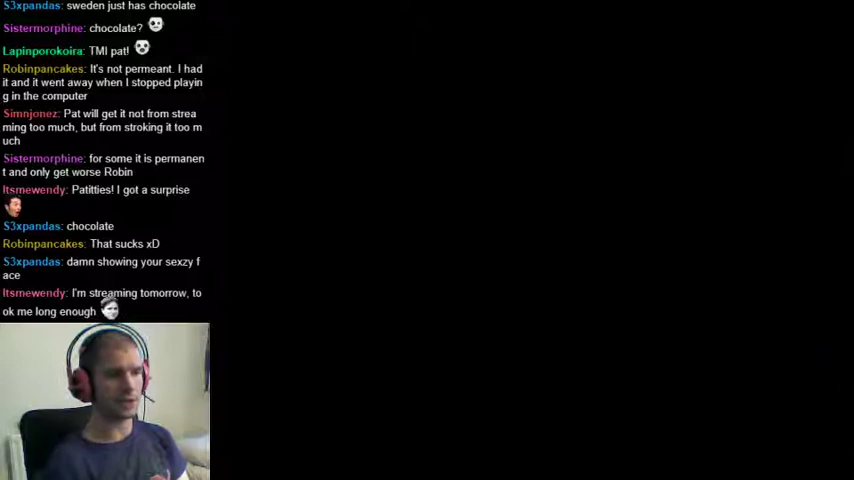 S3xpandas: sweden just has chocolate
Sistermorphine: chocolate?
Lapinporokoira: TMI pat!
Robinpancakes: It's not permeant. I had
it and it went away when I stopped playin
g in the computer
Simnjonez: Pat will get it not from strea
ming too much, but from stroking it too m
uch
Sistermorphine: for some it is permanen
t and only get worse Robin
Itsmewendy: Patitties! I got a surprise
S3xpandas: chocolate
Robinpancakes: That sucks xD
S3xpandas: damn showing your sexzy f
ace
Itsmewendy: I'm streaming tomorrow, to
ok me long enough